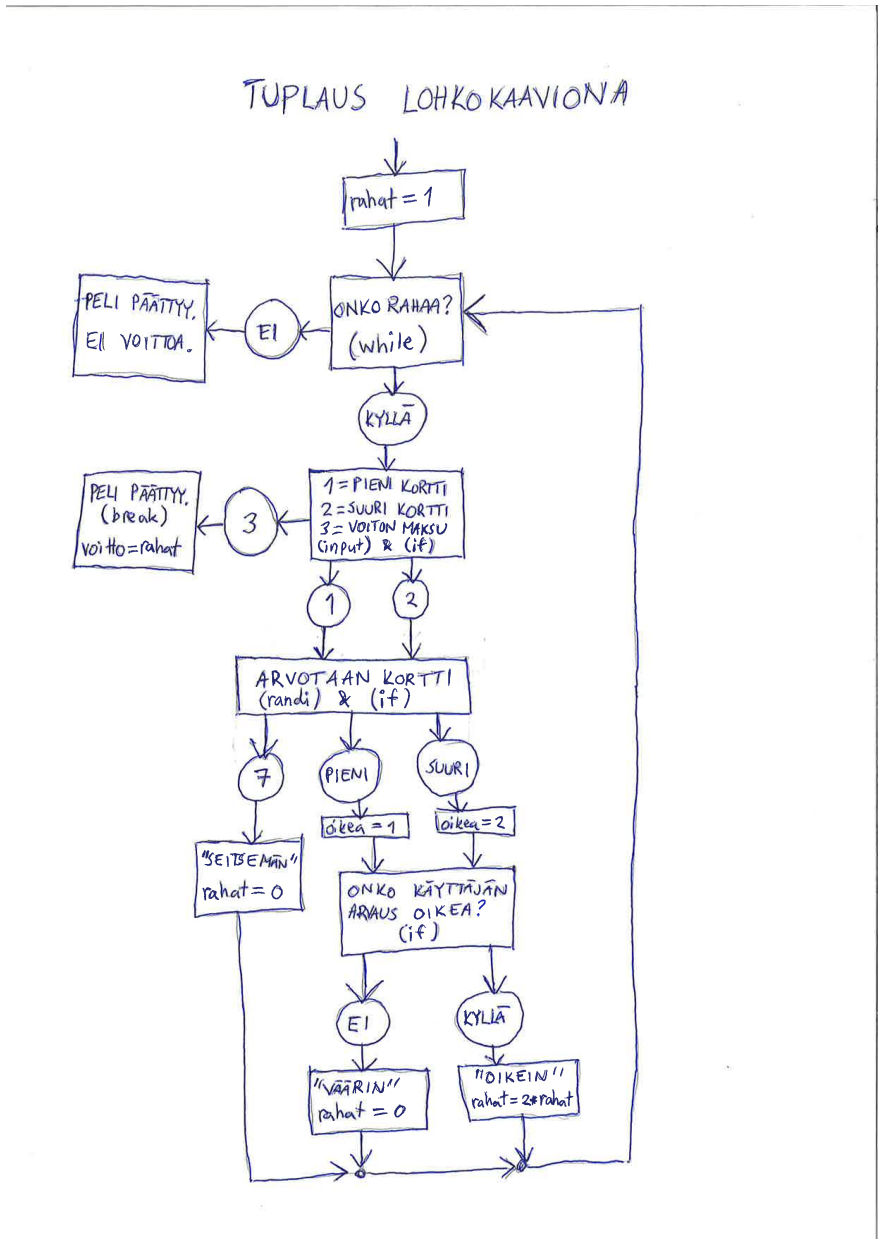 TUPLAUS LOHKOKAAVIONA
rahat = 1
ONKO RAHAA?
(while)
EI
PELI PÄÄTTYY.
EI VOITTOA.
KYLLÄ
1 = PIENI KORTTI
2 = SUURI KORTTI
3 = VOITON MAKSU
(input) & (if)
3
PELI PÄÄTTYY.
(break)
voitto=rahat
1
2
ARVOTAAN KORTTI
(randi) & (if)
7
PIENI
SUURI
oikea = 1
oikea = 2
"SEITSEMÄN"
rahat = 0
ONKO KÄYTTÄJÄN
ARVAUS OIKEA?
(if)
EI
KYLLÄ
"VÄÄRIN"
rahat = 0
"OIKEIN"
rahat=2*rahat